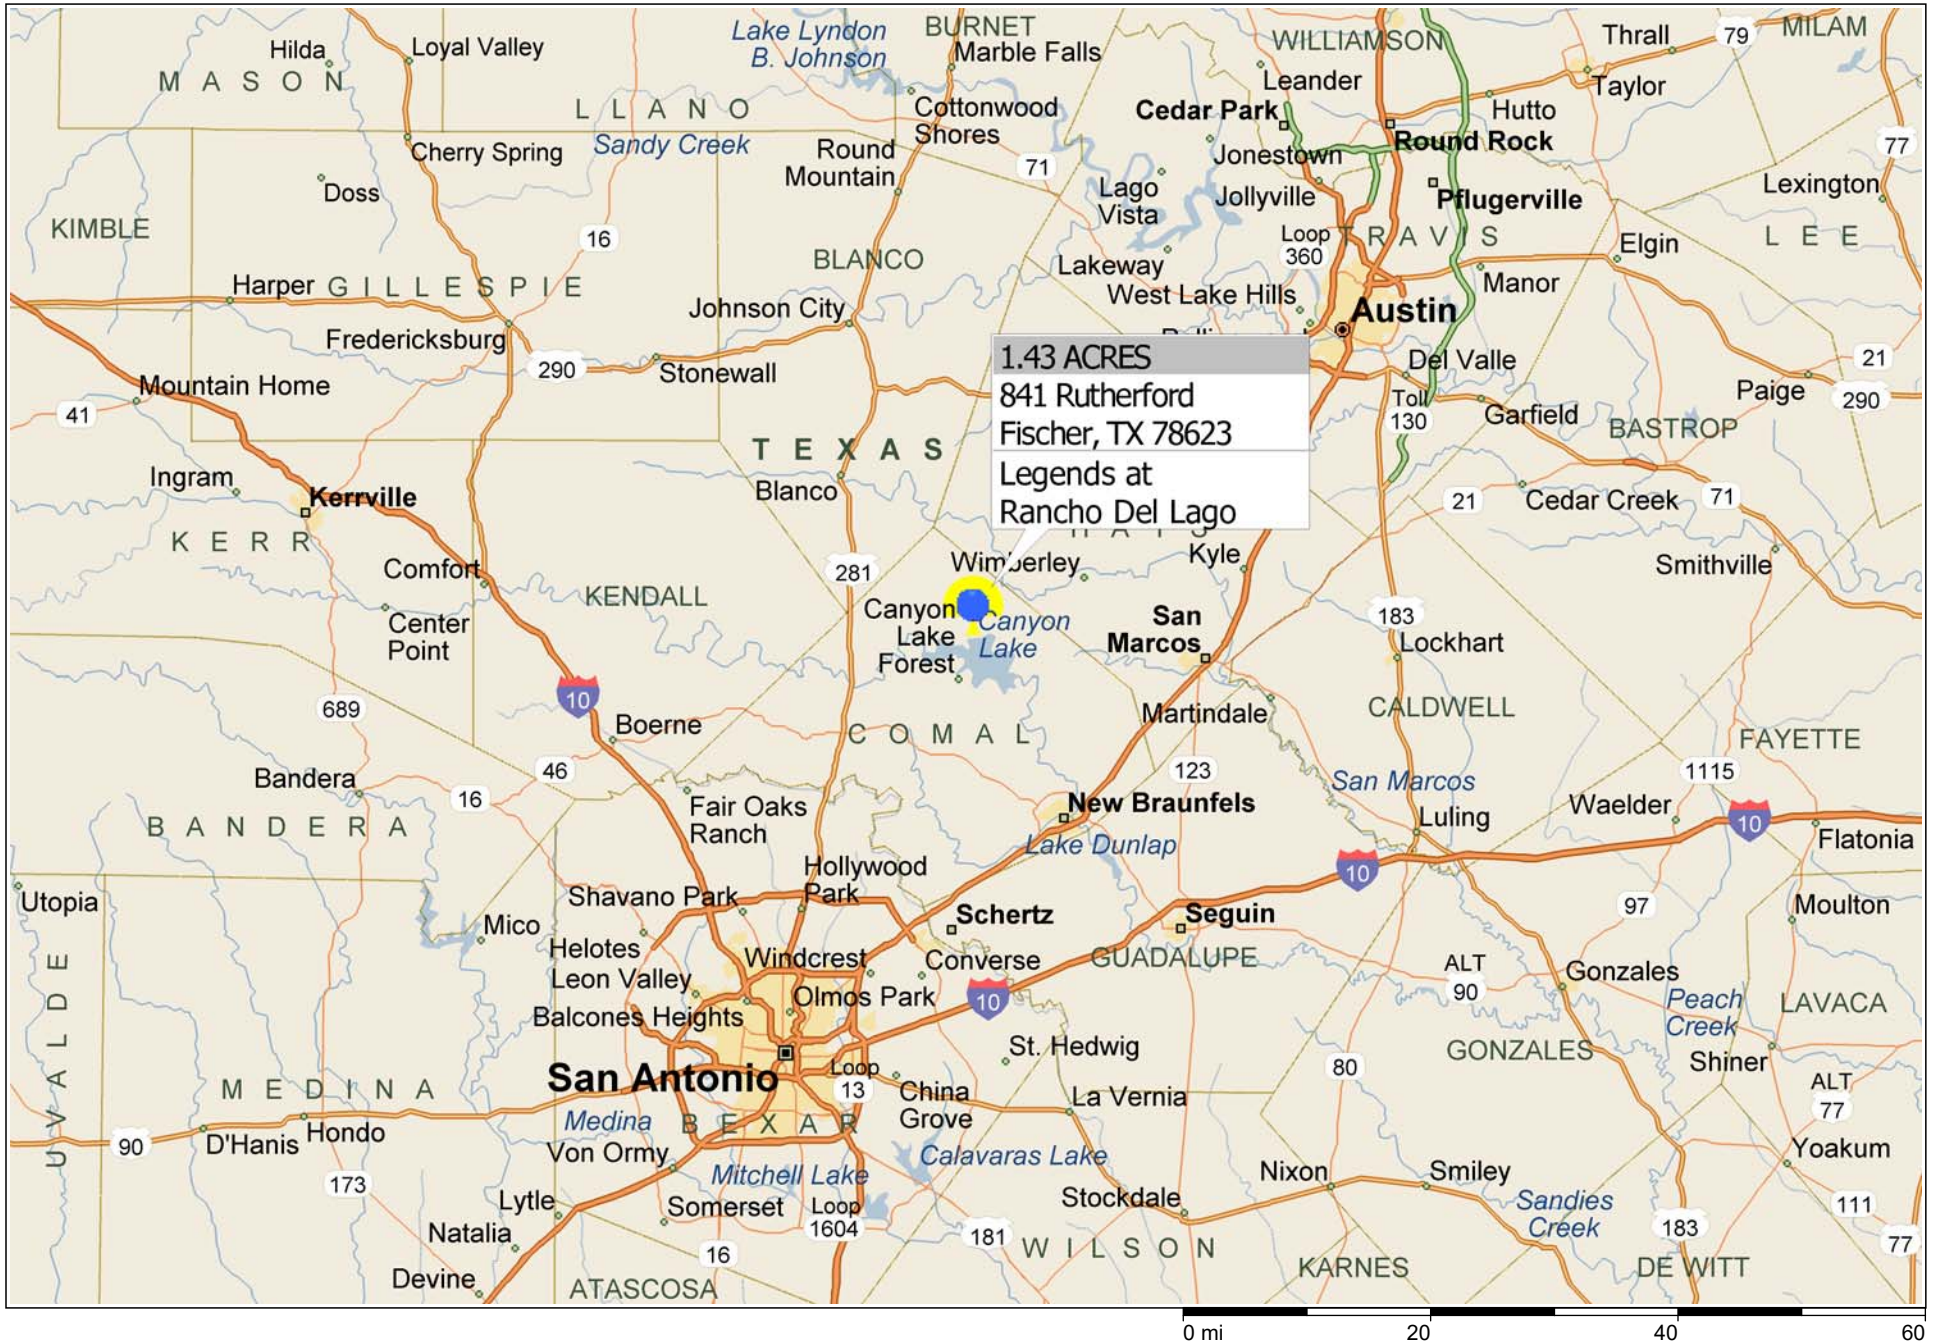 Hilda
Loyal Valley
MASON
LLANO
Sandy Creek
Lake Lyndon
B. Johnson
BURNET
Marble Falls
Cottonwood
Shores
Round
Mountain
71
WILLIAMSON
Leander
Cedar Park
Jonestown
Round Rock
Hutto
Thrall
79
MILAM
Taylor
77
Lexington
Cherry Spring
Doss
KIMBLE
16
Lago
Vista
Jollyville
Pflugerville
Loop
360
TRAVIS
Elgin
LEE
BLANCO
Lakeway
Harper
GILLESPIE
Johnson City
West Lake Hills
Manor
Fredericksburg
Austin
290
Stonewall
Del Valle
21
Mountain Home
41
1.43 ACRES
841 Rutherford
Fischer, TX 78623
Legends at
Rancho Del Lago
Toll
130
Garfield
Paige
290
BASTROP
TEXAS
Ingram
Kerrville
Blanco
21
Cedar Creek
71
KERR
HAYS
Kyle
Smithville
Comfort
281
Wimberley
KENDALL
Center
Point
Canyon
Lake
Forest
Canyon
Lake
San
Marcos
183
Lockhart
10
689
Boerne
COMAL
Martindale
CALDWELL
FAYETTE
46
123
San Marcos
1115
Bandera
16
Fair Oaks
Ranch
New Braunfels
Luling
Waelder
10
Flatonia
BANDERA
Lake Dunlap
10
Hollywood
Park
Utopia
Shavano Park
Schertz
Seguin
97
Moulton
Mico
Helotes
Windcrest
Converse
GUADALUPE
ALT
90
Gonzales
Leon Valley
Olmos Park
10
Peach
Creek
LAVACA
Balcones Heights
UVALDE
St. Hedwig
GONZALES
Shiner
San Antonio
Loop
13
China
Grove
80
ALT
77
MEDINA
La Vernia
Medina
BEXAR
90
D'Hanis
Hondo
Von Ormy
Calavaras Lake
Yoakum
173
Mitchell Lake
Nixon
Smiley
Lytle
Somerset
Loop
1604
Stockdale
Sandies
Creek
111
Natalia
16
181
WILSON
183
77
Devine
ATASCOSA
KARNES
DE WITT
0 mi
20
40
60